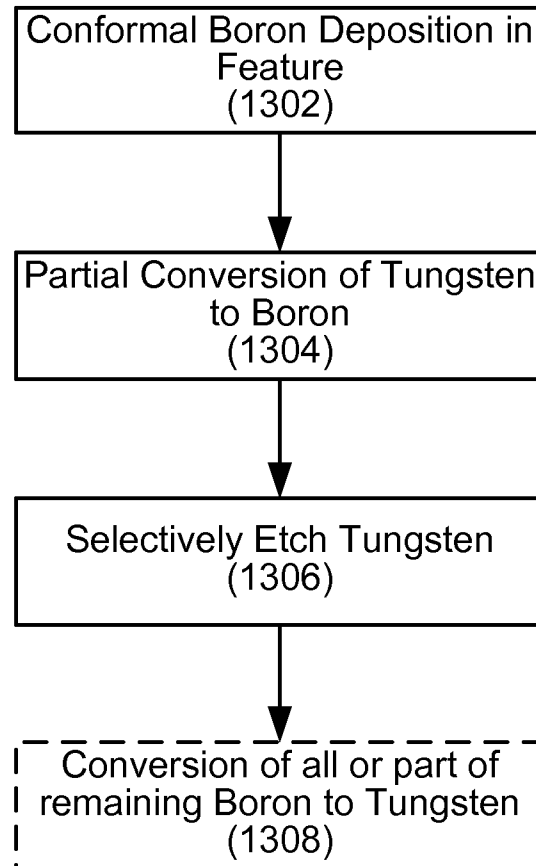 Conformal Boron Deposition in
Feature
(1302)
Partial Conversion of Tungsten
to Boron
(1304)
Selectively Etch Tungsten
(1306)
Conversion of all or part of
remaining Boron to Tungsten
(1308)